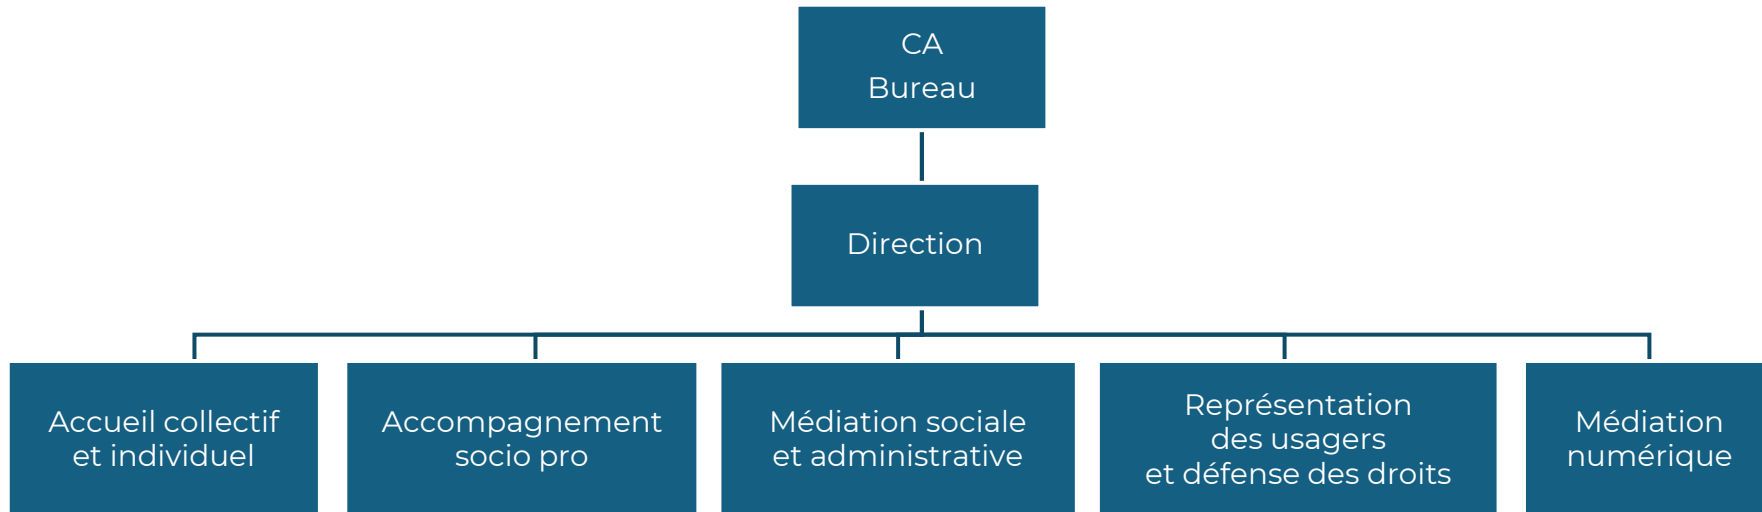 CA
Bureau
Direction
Accueil collectif
et individuel
Accompagnement
socio pro
Médiation sociale
et administrative
Représentation
des usagers
et défense des droits
Médiation
numérique